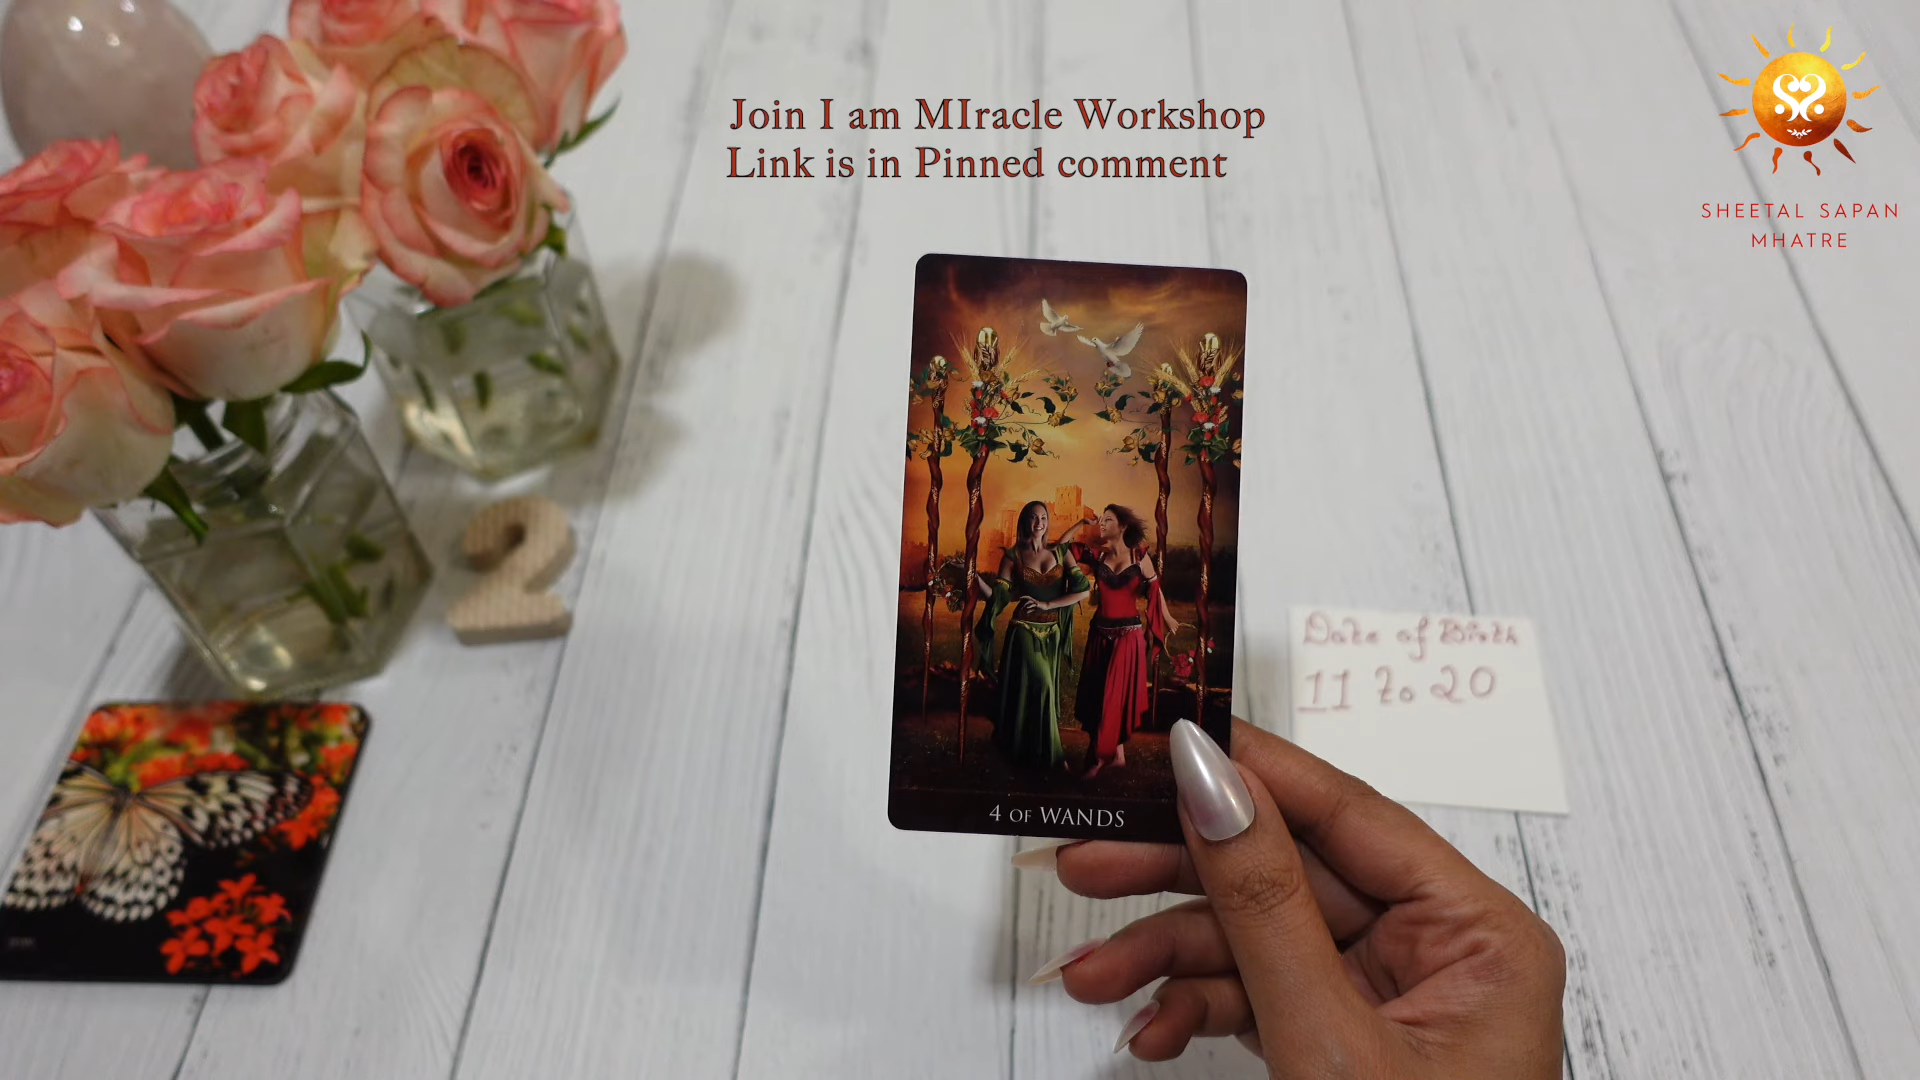 Join I am MIracle Workshop
Link is in Pinned comment
SHEETAL SAPAN
MHATRE
2
4 OF WANDS
Date of Birth
11 to 20